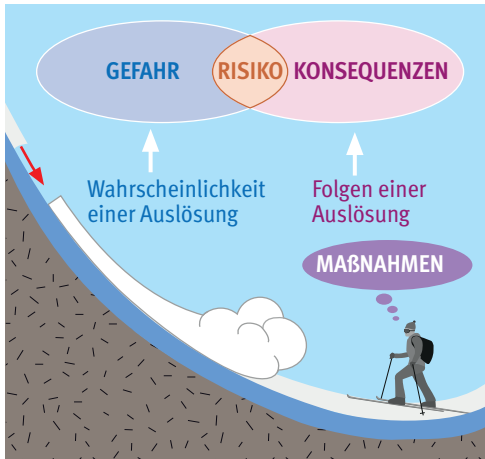 GEFAHR RISIKO KONSEQUENZEN
Wahrscheinlichkeit
einer Auslösung
Folgen einer
Auslösung
MAßNAHMEN